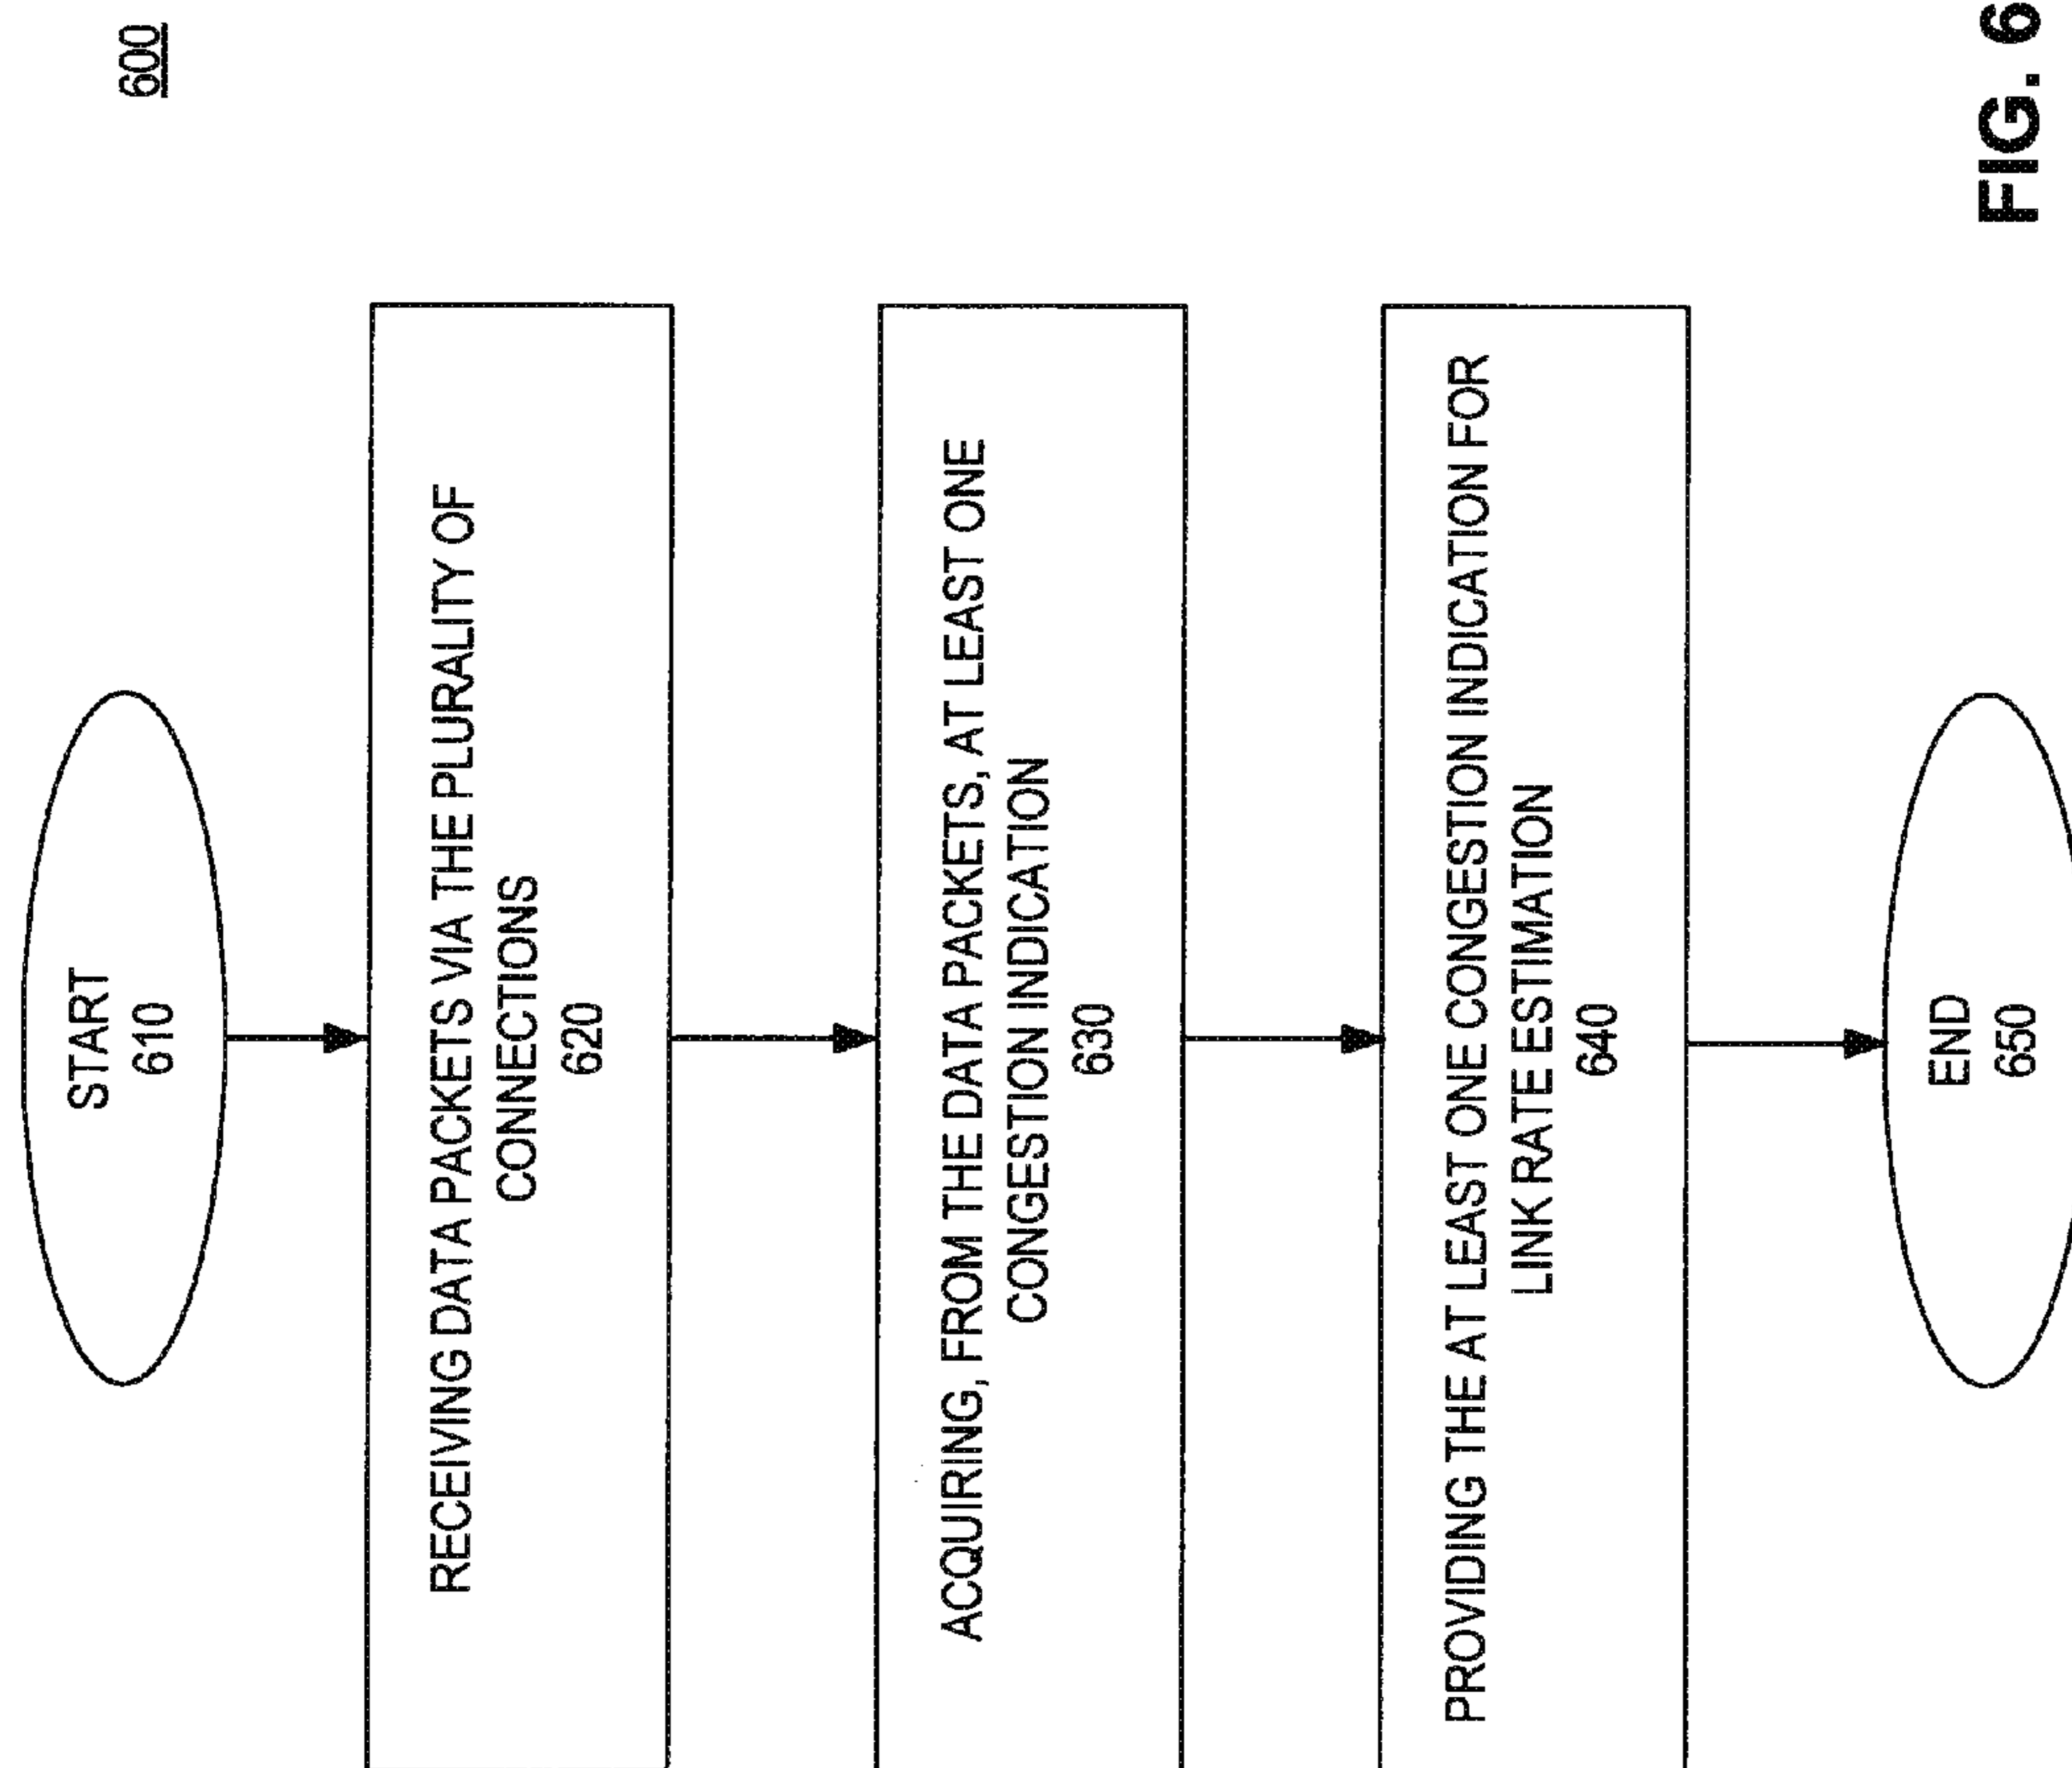 600
START
610
RECEIVING DATA PACKETS VIA THE PLURALITY OF
CONNECTIONS
620
ACQUIRING, FROM THE DATA PACKETS, AT LEAST ONE
CONGESTION INDICATION
630
PROVIDING THE AT LEAST ONE CONGESTION INDICATION FOR
LINK RATE ESTIMATION
640
END
650
FIG. 6